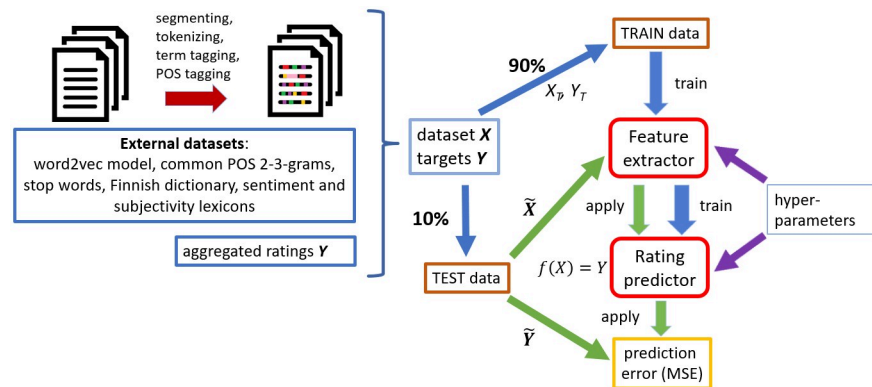 segmenting,
tokenizing,
term tagging,
POS tagging
External datasets:
word2vec model, common POS 2-3-grams,
stop words, Finnish dictionary, sentiment and
subjectivity lexicons
aggregated ratings Y
dataset X
targets Y
90%
X_T, Y_T
TRAIN data
train
Feature
extractor
10%
X̃
apply
train
hyper-
parameters
TEST data
f(X) = Y
Rating
predictor
Ỹ
apply
prediction
error (MSE)